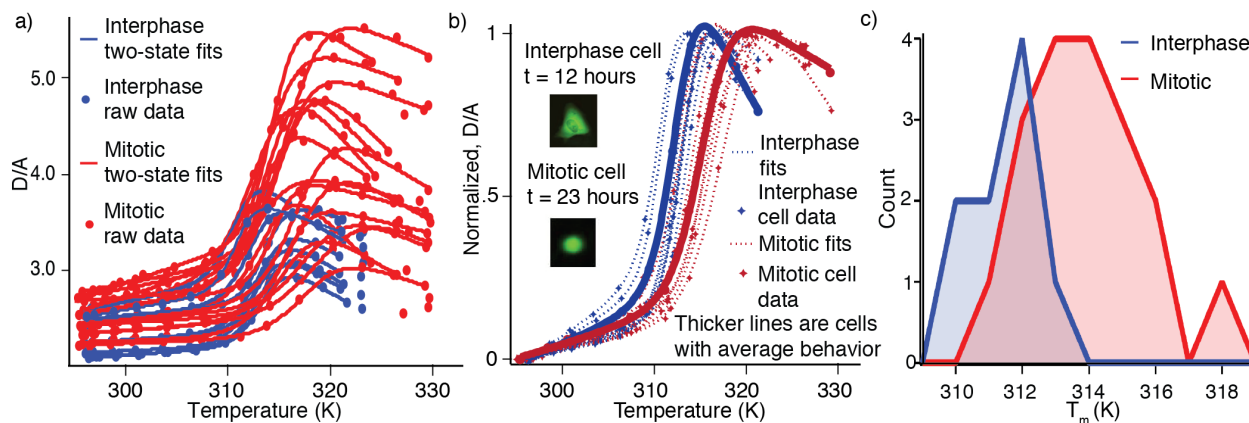 a)
Interphase
two-state fits
Interphase
raw data
Mitotic
two-state fits
Mitotic
raw data
D/A
5.0
4.0
3.0
300
310
320
330
Temperature (K)
b)
Interphase cell
t = 12 hours
Mitotic cell
t = 23 hours
Interphase
fits
Interphase
cell data
Mitotic fits
Mitotic cell
data
Thicker lines are cells
with average behavior
Normalized, D/A
1
.5
0
300
310
320
330
Temperature (K)
c)
Interphase
Mitotic
Count
4
3
2
1
0
310
312
314
316
318
Tm (K)